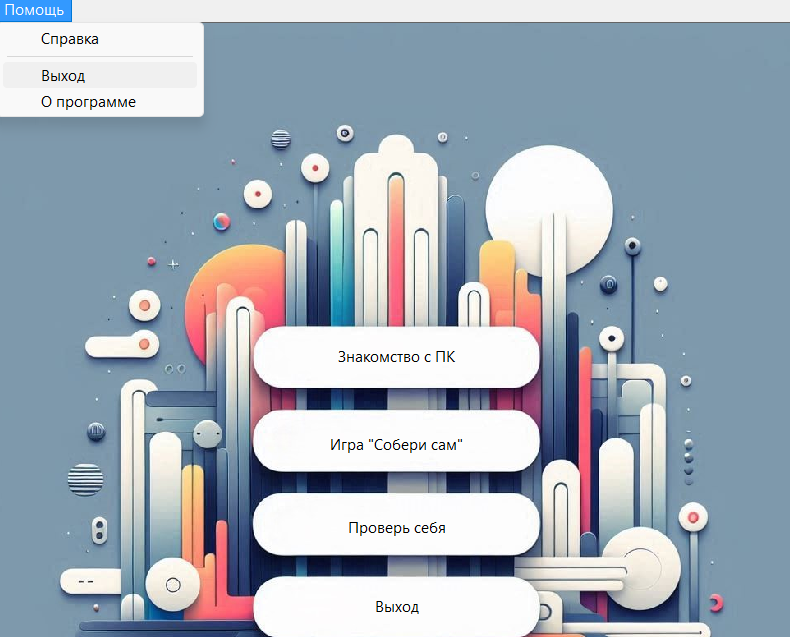 Помощь
Справка
Выход
О программе
Знакомство с ПК
Игра "Собери сам"
Проверь себя
Выход